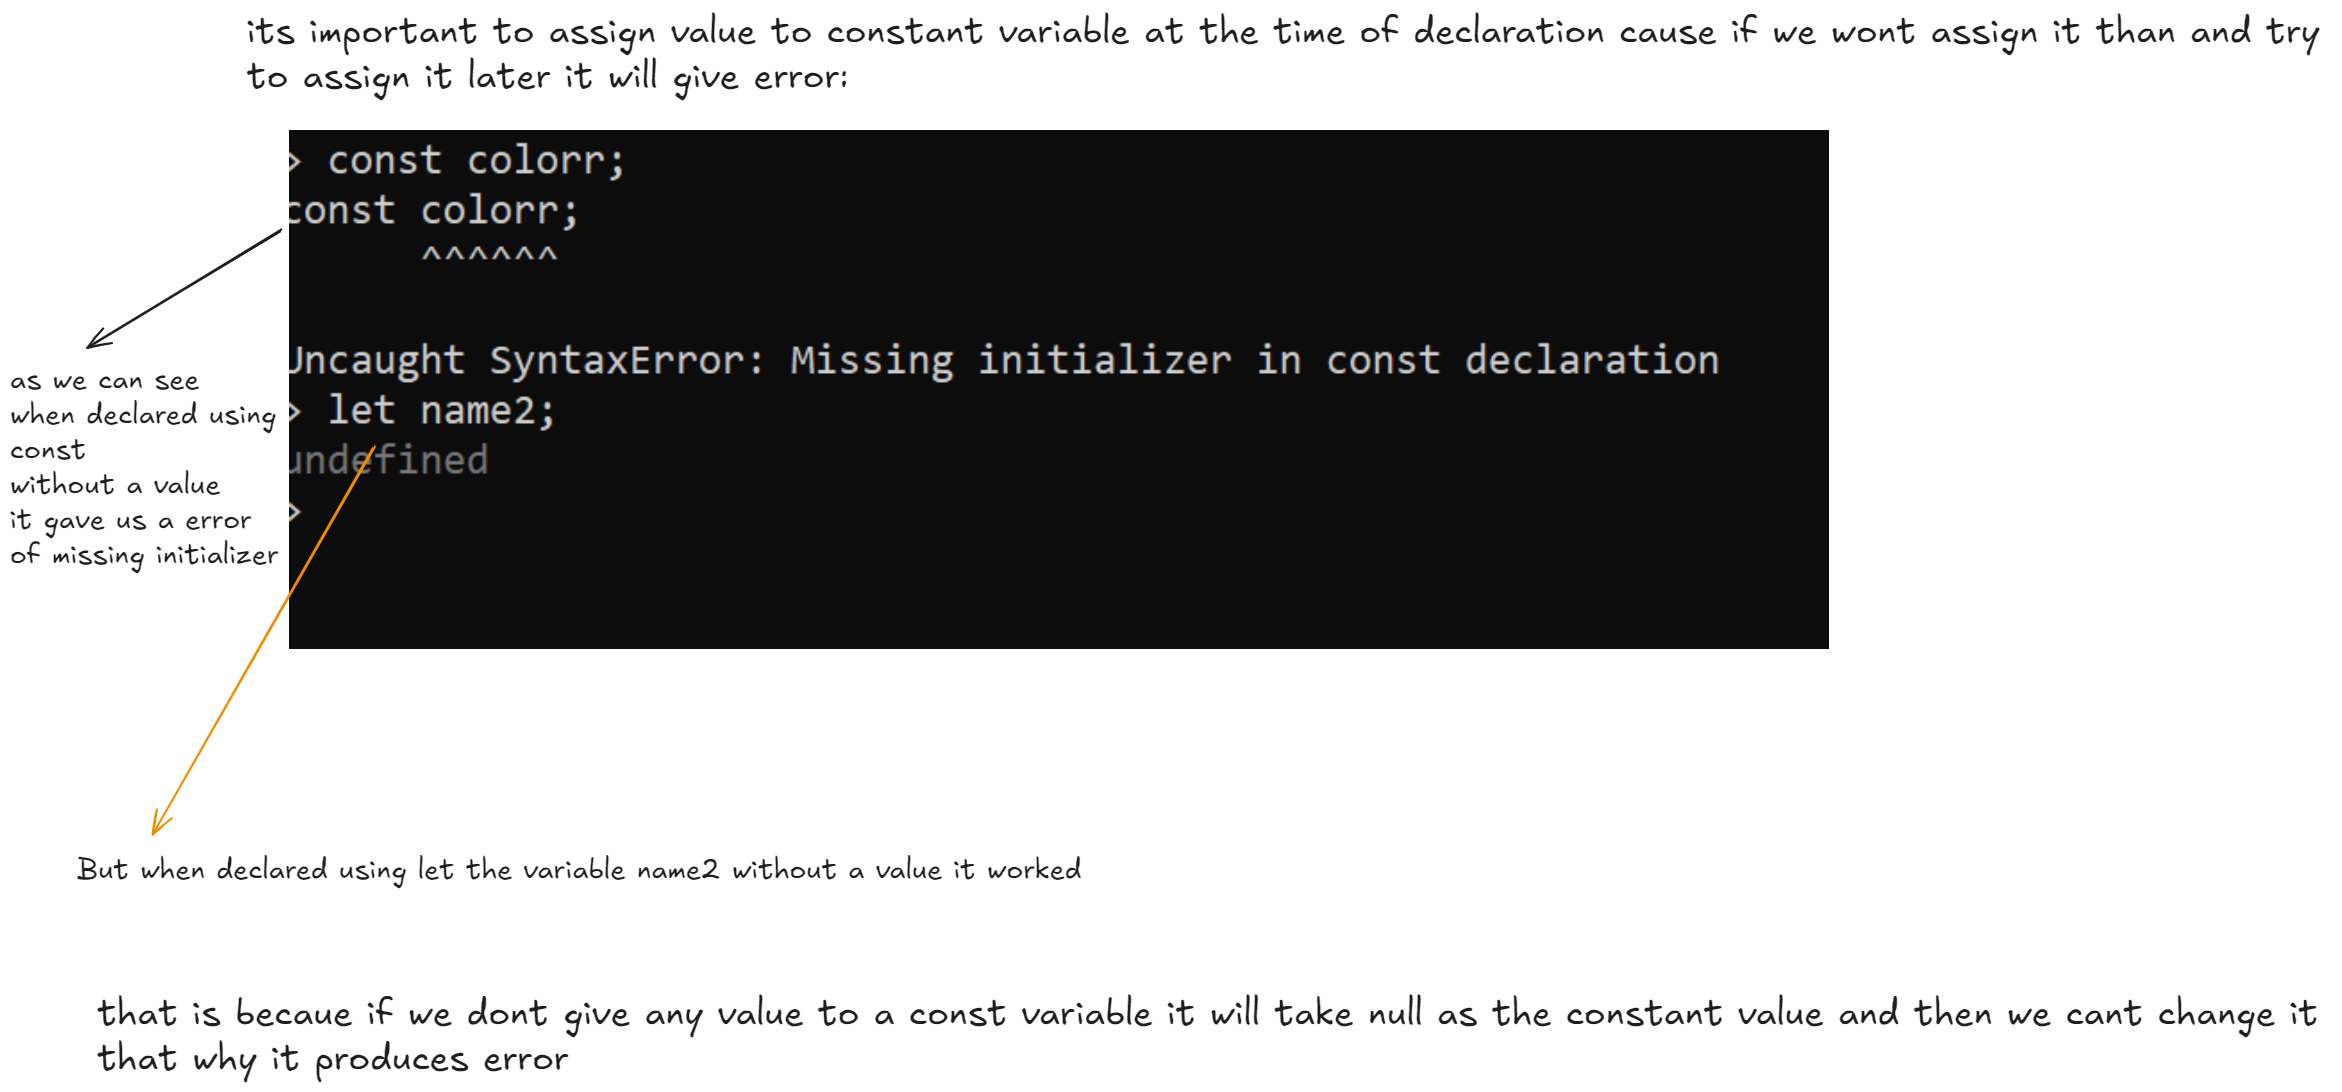 its important to assign value to constant variable at the time of declaration cause if we wont assign it than and try
to assign it later it will give error:
> const colorr;
const colorr;
^^^^^^
Uncaught SyntaxError: Missing initializer in const declaration
> let name2;
undefined
>
as we can see
when declared using
const
without a value
it gave us a error
of missing initializer
But when declared using let the variable name2 without a value it worked
that is becaue if we dont give any value to a const variable it will take null as the constant value and then we cant change it
that why it produces error